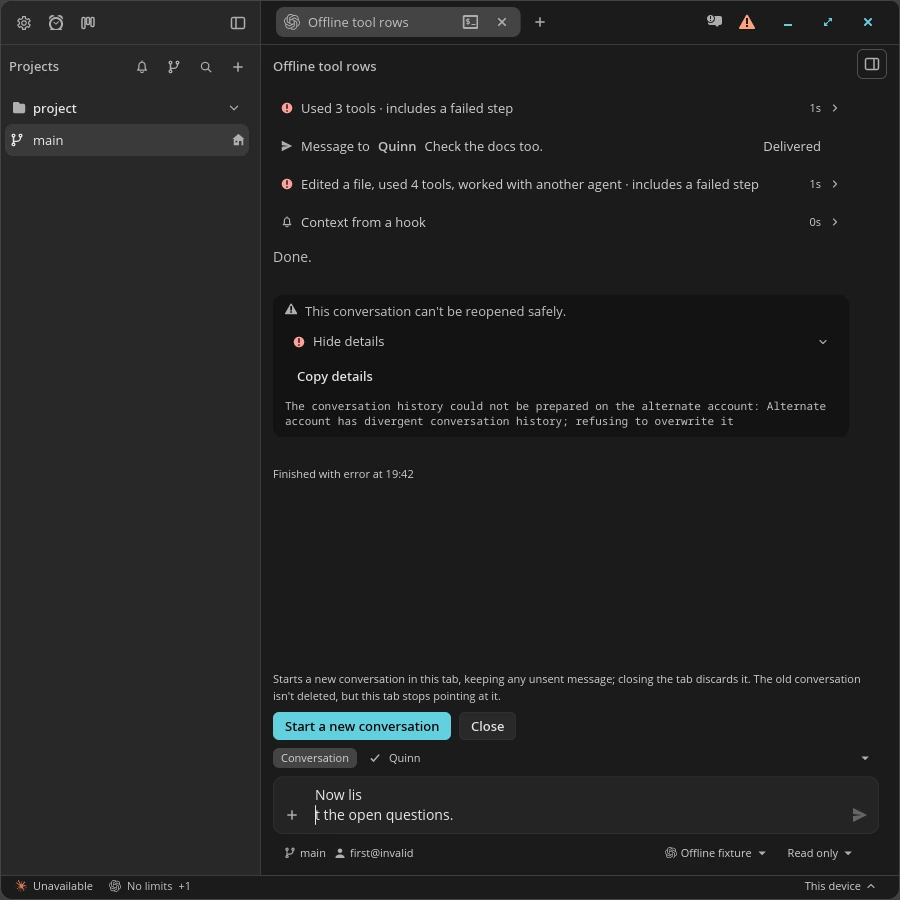 Offline tool rows
Projects
Offline tool rows
project
main
Used 3 tools · includes a failed step 1s
Message to Quinn Check the docs too. Delivered
Edited a file, used 4 tools, worked with another agent · includes a failed step 1s
Context from a hook 0s
Done.
This conversation can't be reopened safely.
Hide details
Copy details
The conversation history could not be prepared on the alternate account: Alternate
account has divergent conversation history; refusing to overwrite it
Finished with error at 19:42
Starts a new conversation in this tab, keeping any unsent message; closing the tab discards it. The old conversation
isn't deleted, but this tab stops pointing at it.
Start a new conversation Close
Conversation Quinn
Now lis
t the open questions.
main first@invalid Offline fixture Read only
Unavailable No limits +1 This device